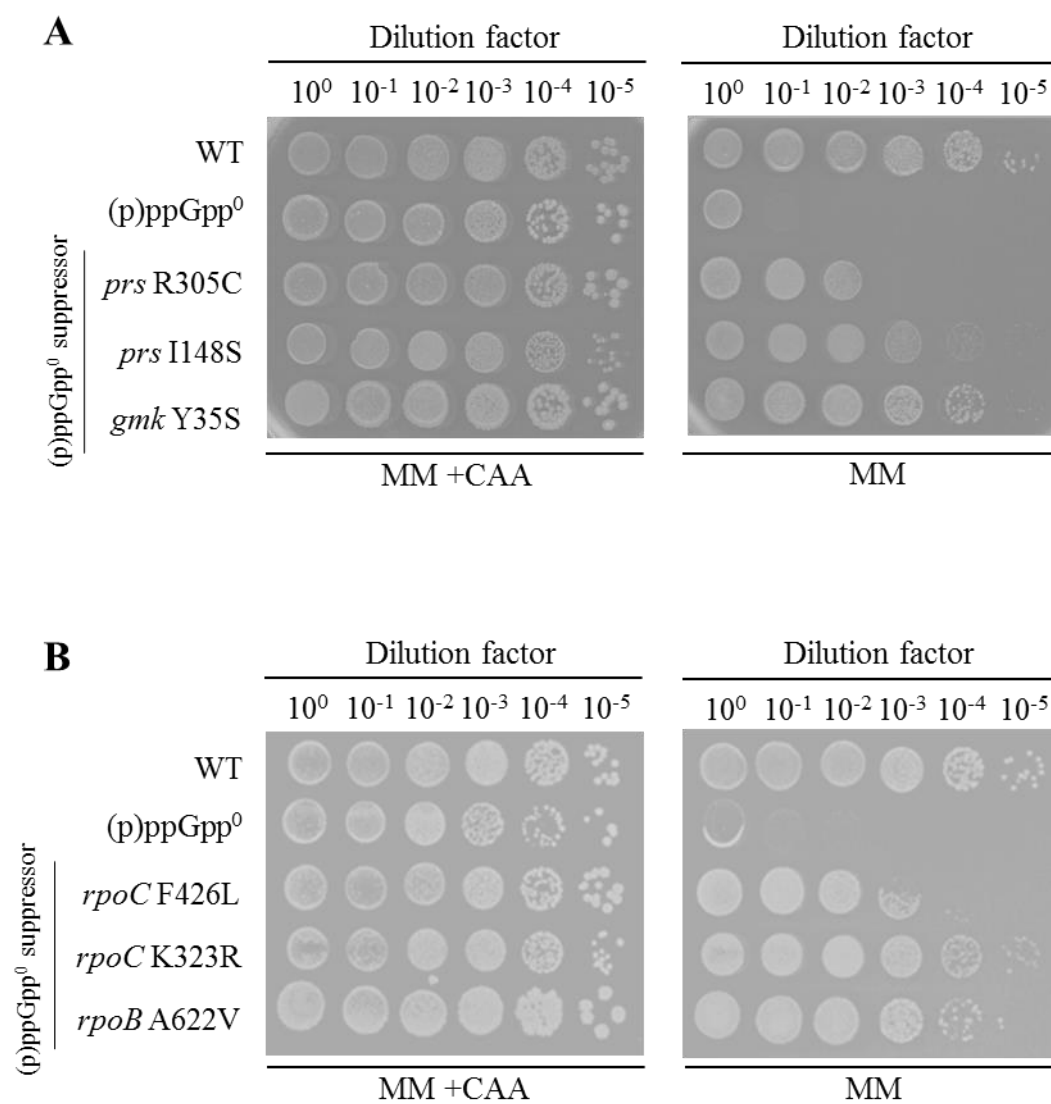 A
Dilution factor
Dilution factor
10⁰ 10⁻¹ 10⁻² 10⁻³ 10⁻⁴ 10⁻⁵
10⁰ 10⁻¹ 10⁻² 10⁻³ 10⁻⁴ 10⁻⁵
WT
(p)ppGpp⁰
(p)ppGpp⁰ suppressor
prs R305C
prs I148S
gmk Y35S
MM +CAA
MM
B
Dilution factor
Dilution factor
10⁰ 10⁻¹ 10⁻² 10⁻³ 10⁻⁴ 10⁻⁵
10⁰ 10⁻¹ 10⁻² 10⁻³ 10⁻⁴ 10⁻⁵
WT
(p)ppGpp⁰
(p)ppGpp⁰ suppressor
rpoC F426L
rpoC K323R
rpoB A622V
MM +CAA
MM